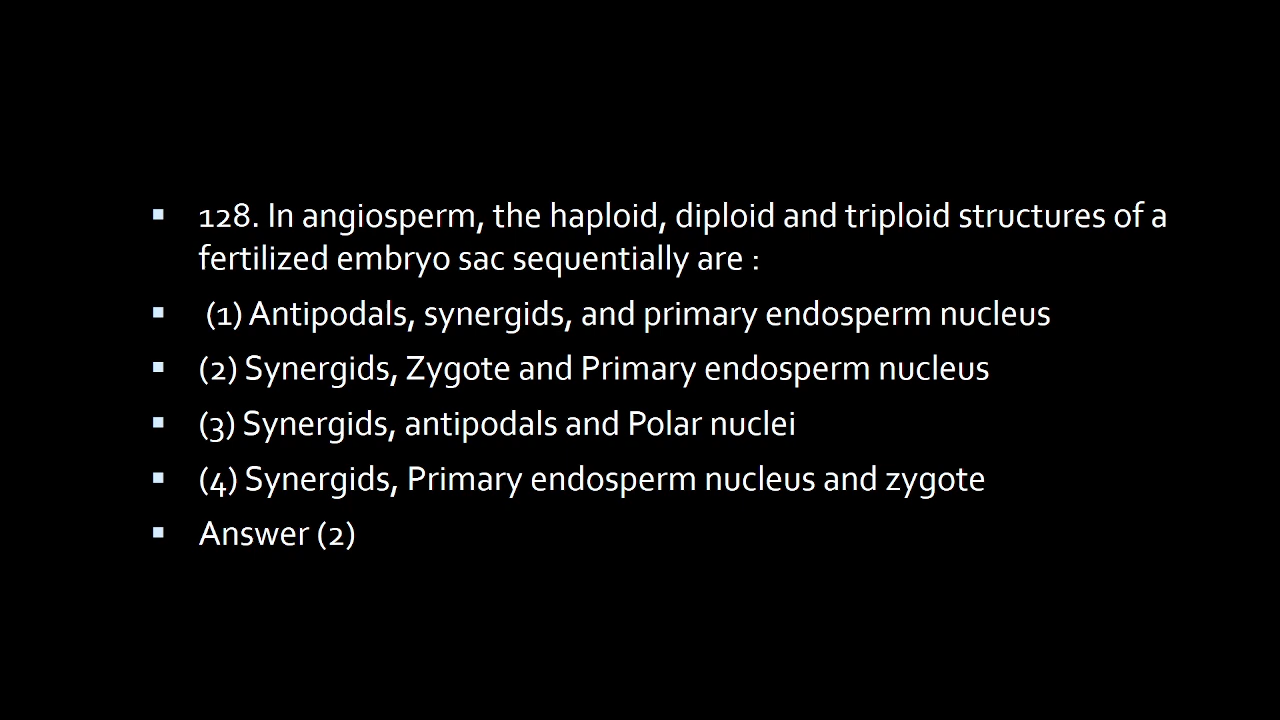 ▪ 128. In angiosperm, the haploid, diploid and triploid structures of a
fertilized embryo sac sequentially are :
▪ (1) Antipodals, synergids, and primary endosperm nucleus
▪ (2) Synergids, Zygote and Primary endosperm nucleus
▪ (3) Synergids, antipodals and Polar nuclei
▪ (4) Synergids, Primary endosperm nucleus and zygote
▪ Answer (2)